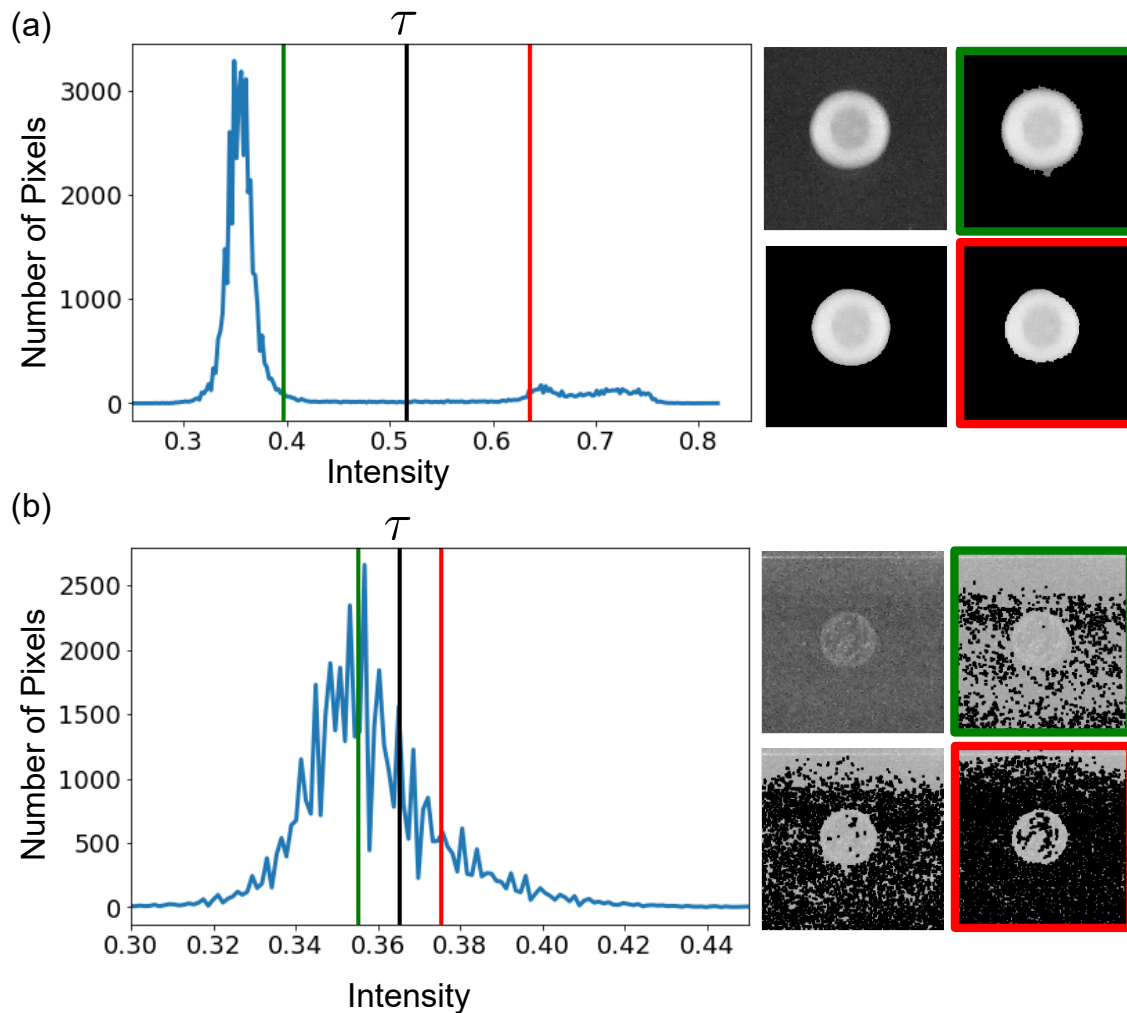 (a)
τ
Number of Pixels
3000
2000
1000
0
0.3 0.4 0.5 0.6 0.7 0.8
Intensity
(b)
τ
Number of Pixels
2500
2000
1500
1000
500
0
0.30 0.32 0.34 0.36 0.38 0.40 0.42 0.44
Intensity